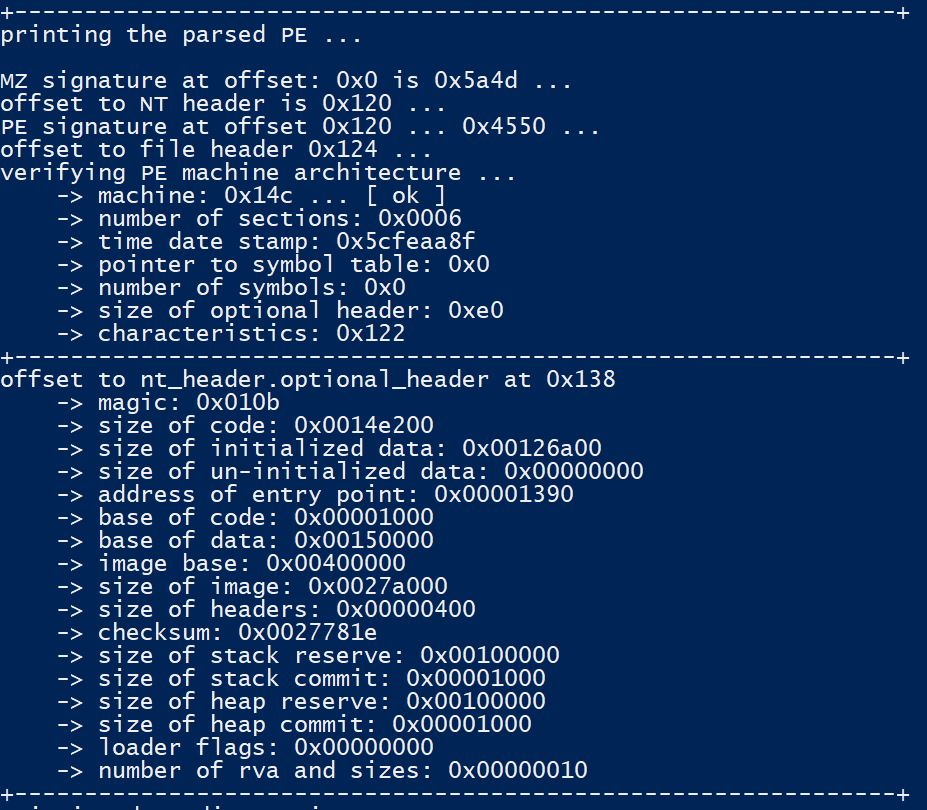 +---------------------------------------------------------------+
printing the parsed PE ...
MZ signature at offset: 0x0 is 0x5a4d ...
offset to NT header is 0x120 ...
PE signature at offset 0x120 ... 0x4550 ...
offset to file header 0x124 ...
verifying PE machine architecture ...
    -> machine: 0x14c ... [ ok ]
    -> number of sections: 0x0006
    -> time date stamp: 0x5cfeaa8f
    -> pointer to symbol table: 0x0
    -> number of symbols: 0x0
    -> size of optional header: 0xe0
    -> characteristics: 0x122
+---------------------------------------------------------------+
offset to nt_header.optional_header at 0x138
    -> magic: 0x010b
    -> size of code: 0x0014e200
    -> size of initialized data: 0x00126a00
    -> size of un-initialized data: 0x00000000
    -> address of entry point: 0x00001390
    -> base of code: 0x00001000
    -> base of data: 0x00150000
    -> image base: 0x00400000
    -> size of image: 0x0027a000
    -> size of headers: 0x00000400
    -> checksum: 0x0027781e
    -> size of stack reserve: 0x00100000
    -> size of stack commit: 0x00001000
    -> size of heap reserve: 0x00100000
    -> size of heap commit: 0x00001000
    -> loader flags: 0x00000000
    -> number of rva and sizes: 0x00000010
+---------------------------------------------------------------+